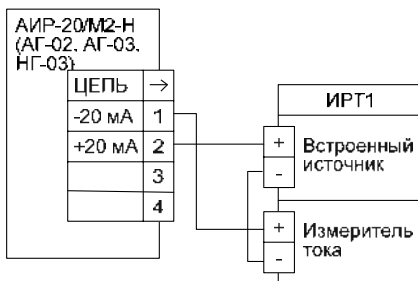 АИР-20/М2-Н
(АГ-02, АГ-03,
НГ-03)
ЦЕПЬ →
-20 мА 1
+20 мА 2
3
4
ИРТ1
+ Встроенный
- источник
+ Измеритель
- тока